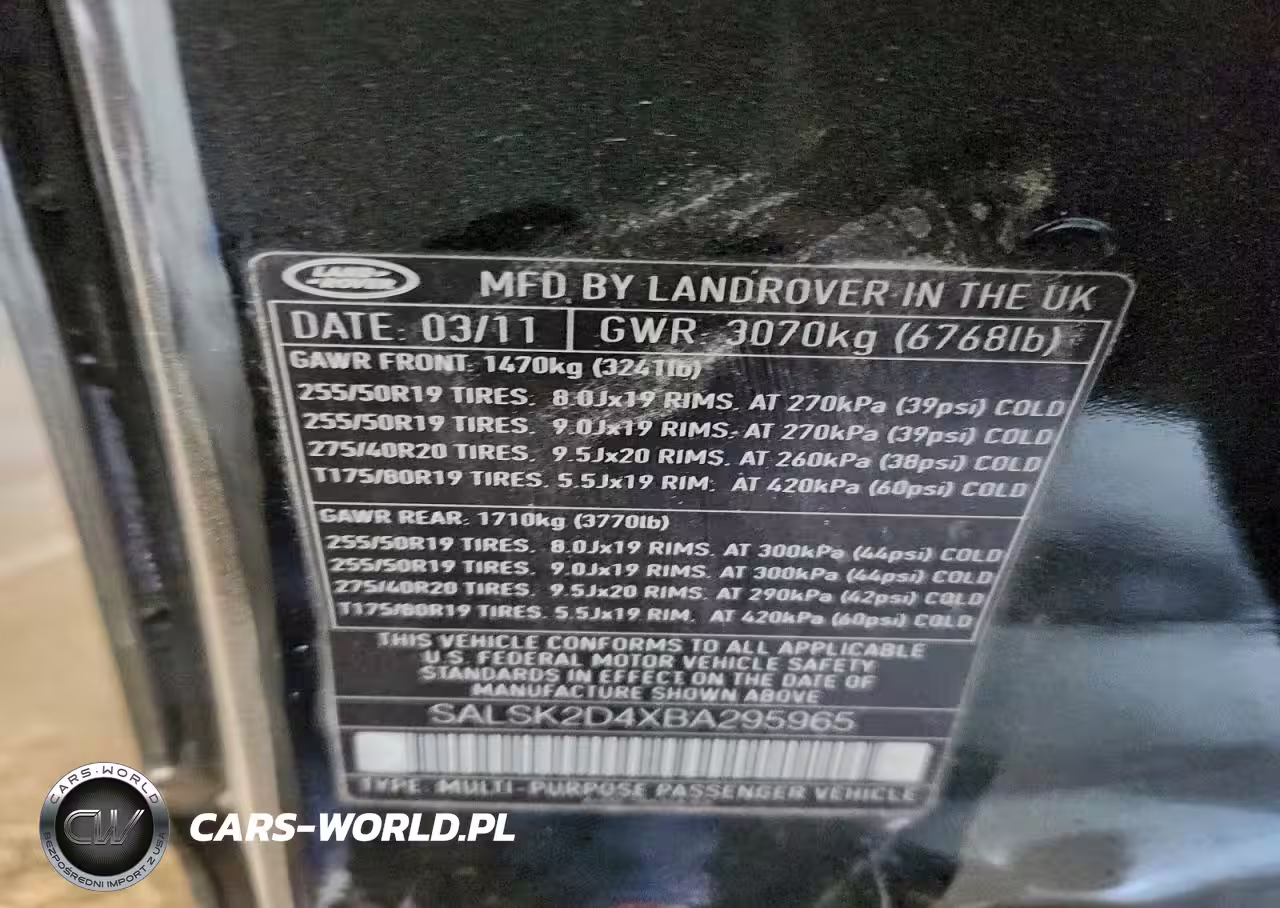 LAND ROVER
MFD. BY LANDROVER IN THE UK
DATE: 03/11 | GWR: 3070kg (6768lb)
GAWR FRONT: 1470kg (3241lb)
255/50R19 TIRES. 8.0Jx19 RIMS. AT 270kPa (39psi) COLD
255/50R19 TIRES. 9.0Jx19 RIMS. AT 270kPa (39psi) COLD
275/40R20 TIRES. 9.5Jx20 RIMS. AT 260kPa (38psi) COLD
T175/80R19 TIRES. 5.5Jx19 RIM. AT 420kPa (60psi) COLD
GAWR REAR: 1710kg (3770lb)
255/50R19 TIRES. 8.0Jx19 RIMS. AT 300kPa (44psi) COLD
255/50R19 TIRES. 9.0Jx19 RIMS. AT 300kPa (44psi) COLD
275/40R20 TIRES. 9.5Jx20 RIMS. AT 290kPa (42psi) COLD
T175/80R19 TIRES. 5.5Jx19 RIM. AT 420kPa (60psi) COLD
THIS VEHICLE CONFORMS TO ALL APPLICABLE
U.S. FEDERAL MOTOR VEHICLE SAFETY
STANDARDS IN EFFECT ON THE DATE OF
MANUFACTURE SHOWN ABOVE
SALSK2D4XBA295965
TYPE: MULTI-PURPOSE PASSENGER VEHICLE
CARS-WORLD
CW
BEZPOŚREDNI IMPORT Z USA
CARS-WORLD.PL